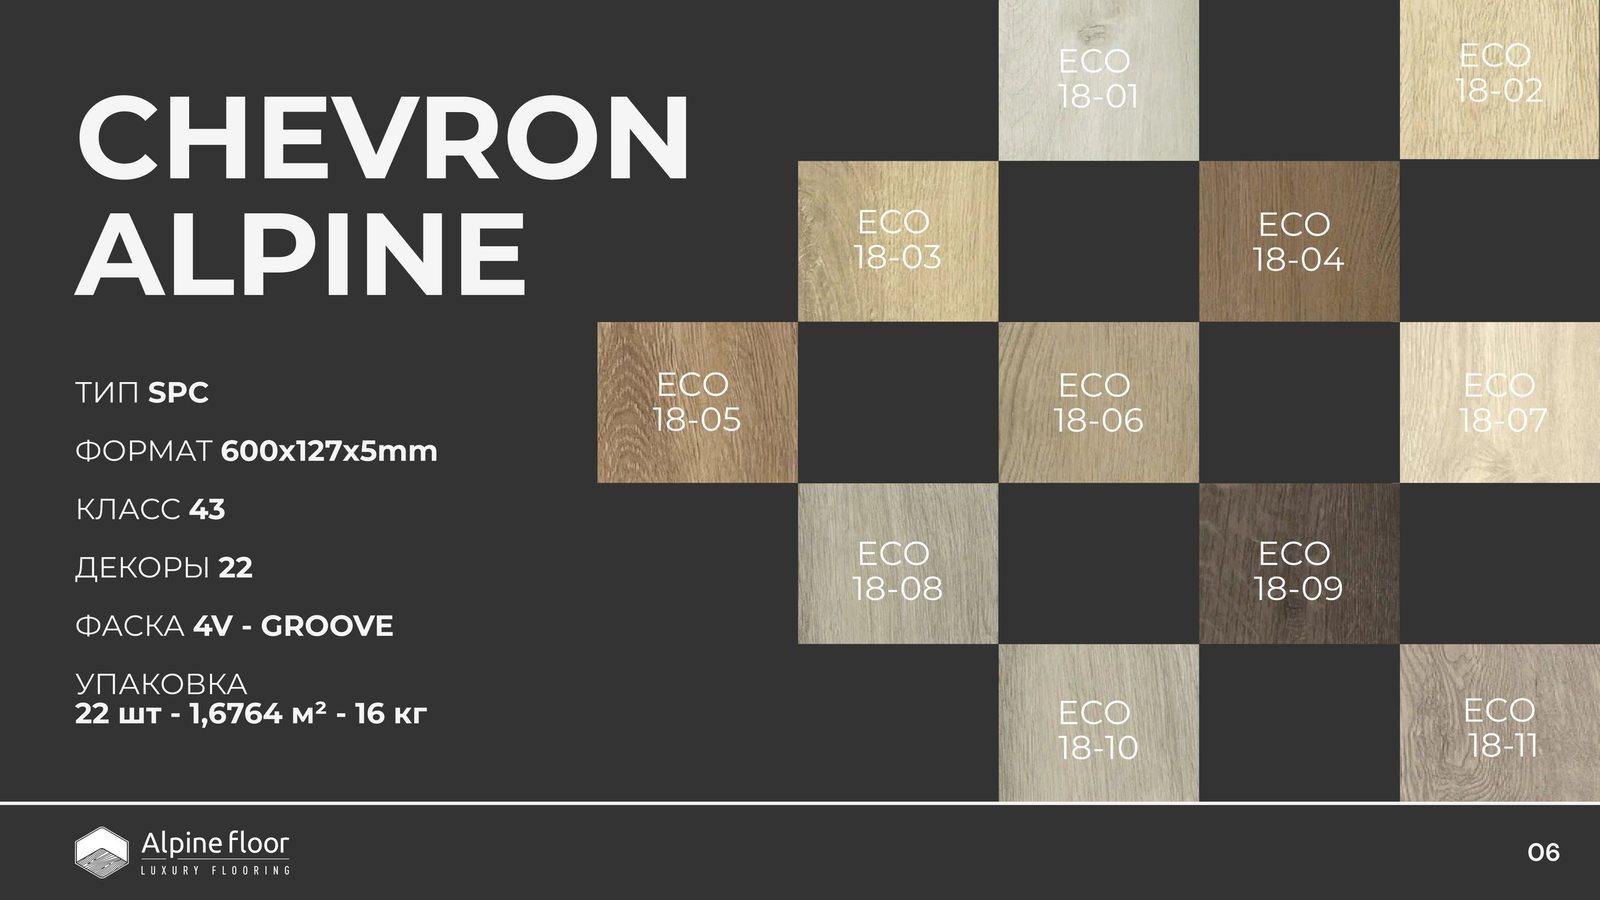 CHEVRON
ALPINE
ТИП SPC
ФОРМАТ 600x127x5mm
КЛАСС 43
ДЕКОРЫ 22
ФАСКА 4V - GROOVE
УПАКОВКА
22 шт - 1,6764 м² - 16 кг
ECO
18-01
ECO
18-02
ECO
18-03
ECO
18-04
ECO
18-05
ECO
18-06
ECO
18-07
ECO
18-08
ECO
18-09
ECO
18-10
ECO
18-11
Alpine floor
LUXURY FLOORING
06